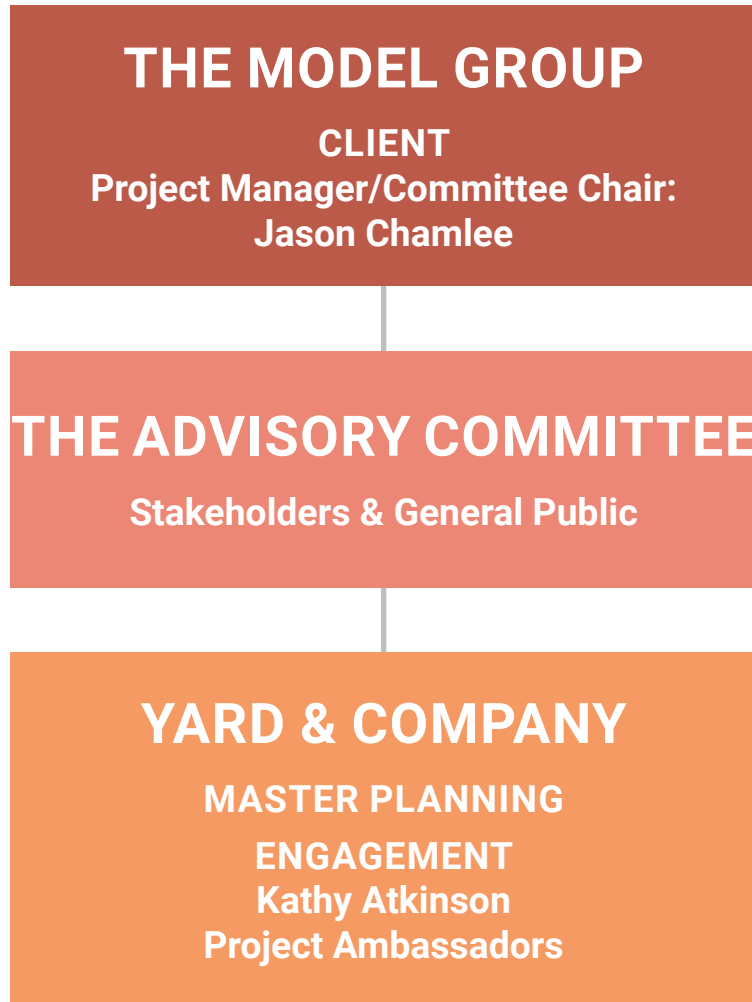 THE MODEL GROUP
CLIENT
Project Manager/Committee Chair:
Jason Chamlee
THE ADVISORY COMMITTEE
Stakeholders & General Public
YARD & COMPANY
MASTER PLANNING
ENGAGEMENT
Kathy Atkinson
Project Ambassadors